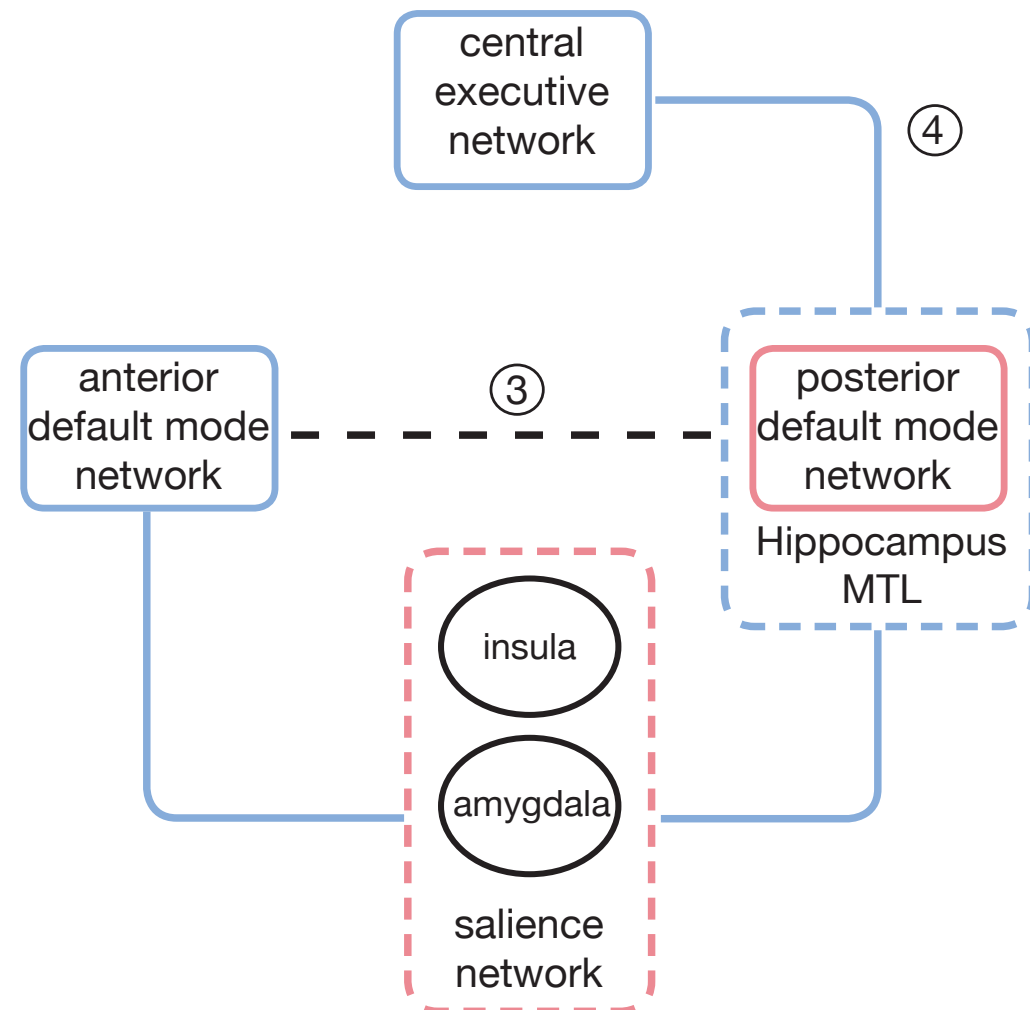 central
executive
network
④
anterior
default mode
network
③
posterior
default mode
network
Hippocampus
MTL
insula
amygdala
salience
network